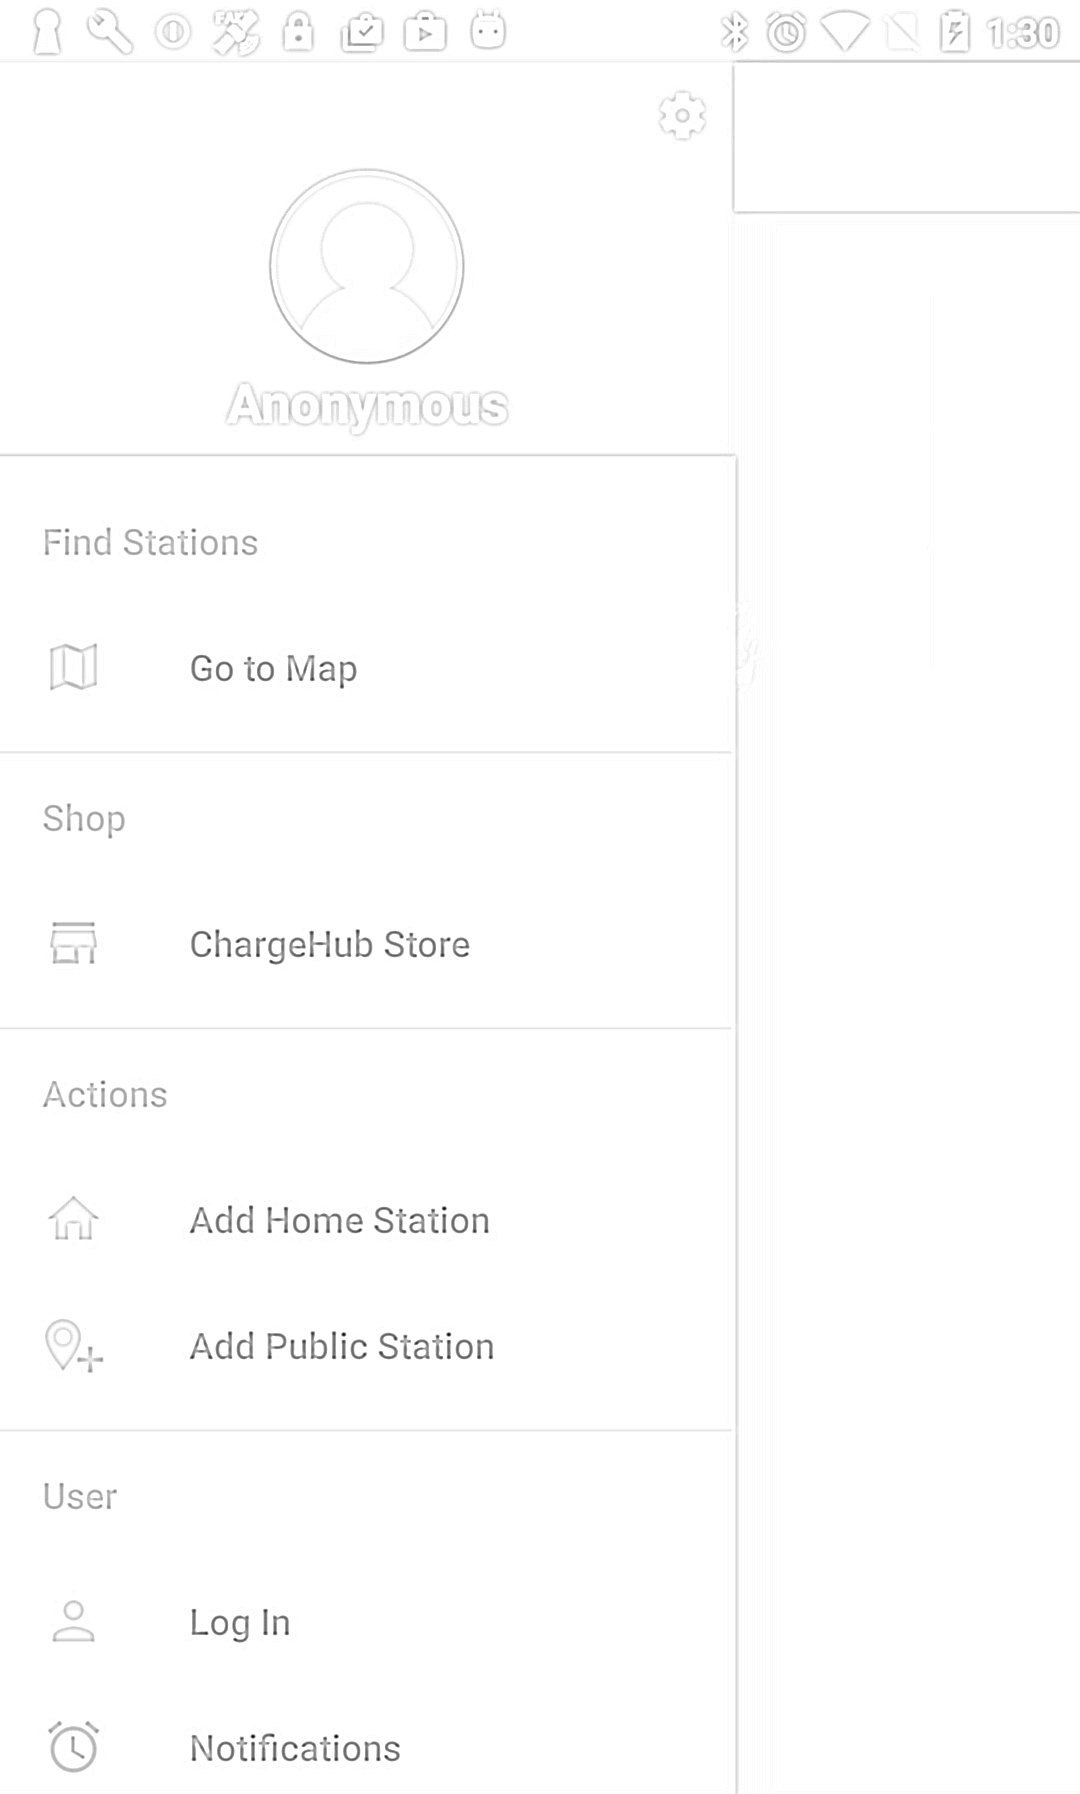 1:30
Anonymous
Find Stations
Go to Map
Shop
ChargeHub Store
Actions
Add Home Station
Add Public Station
User
Log In
Notifications